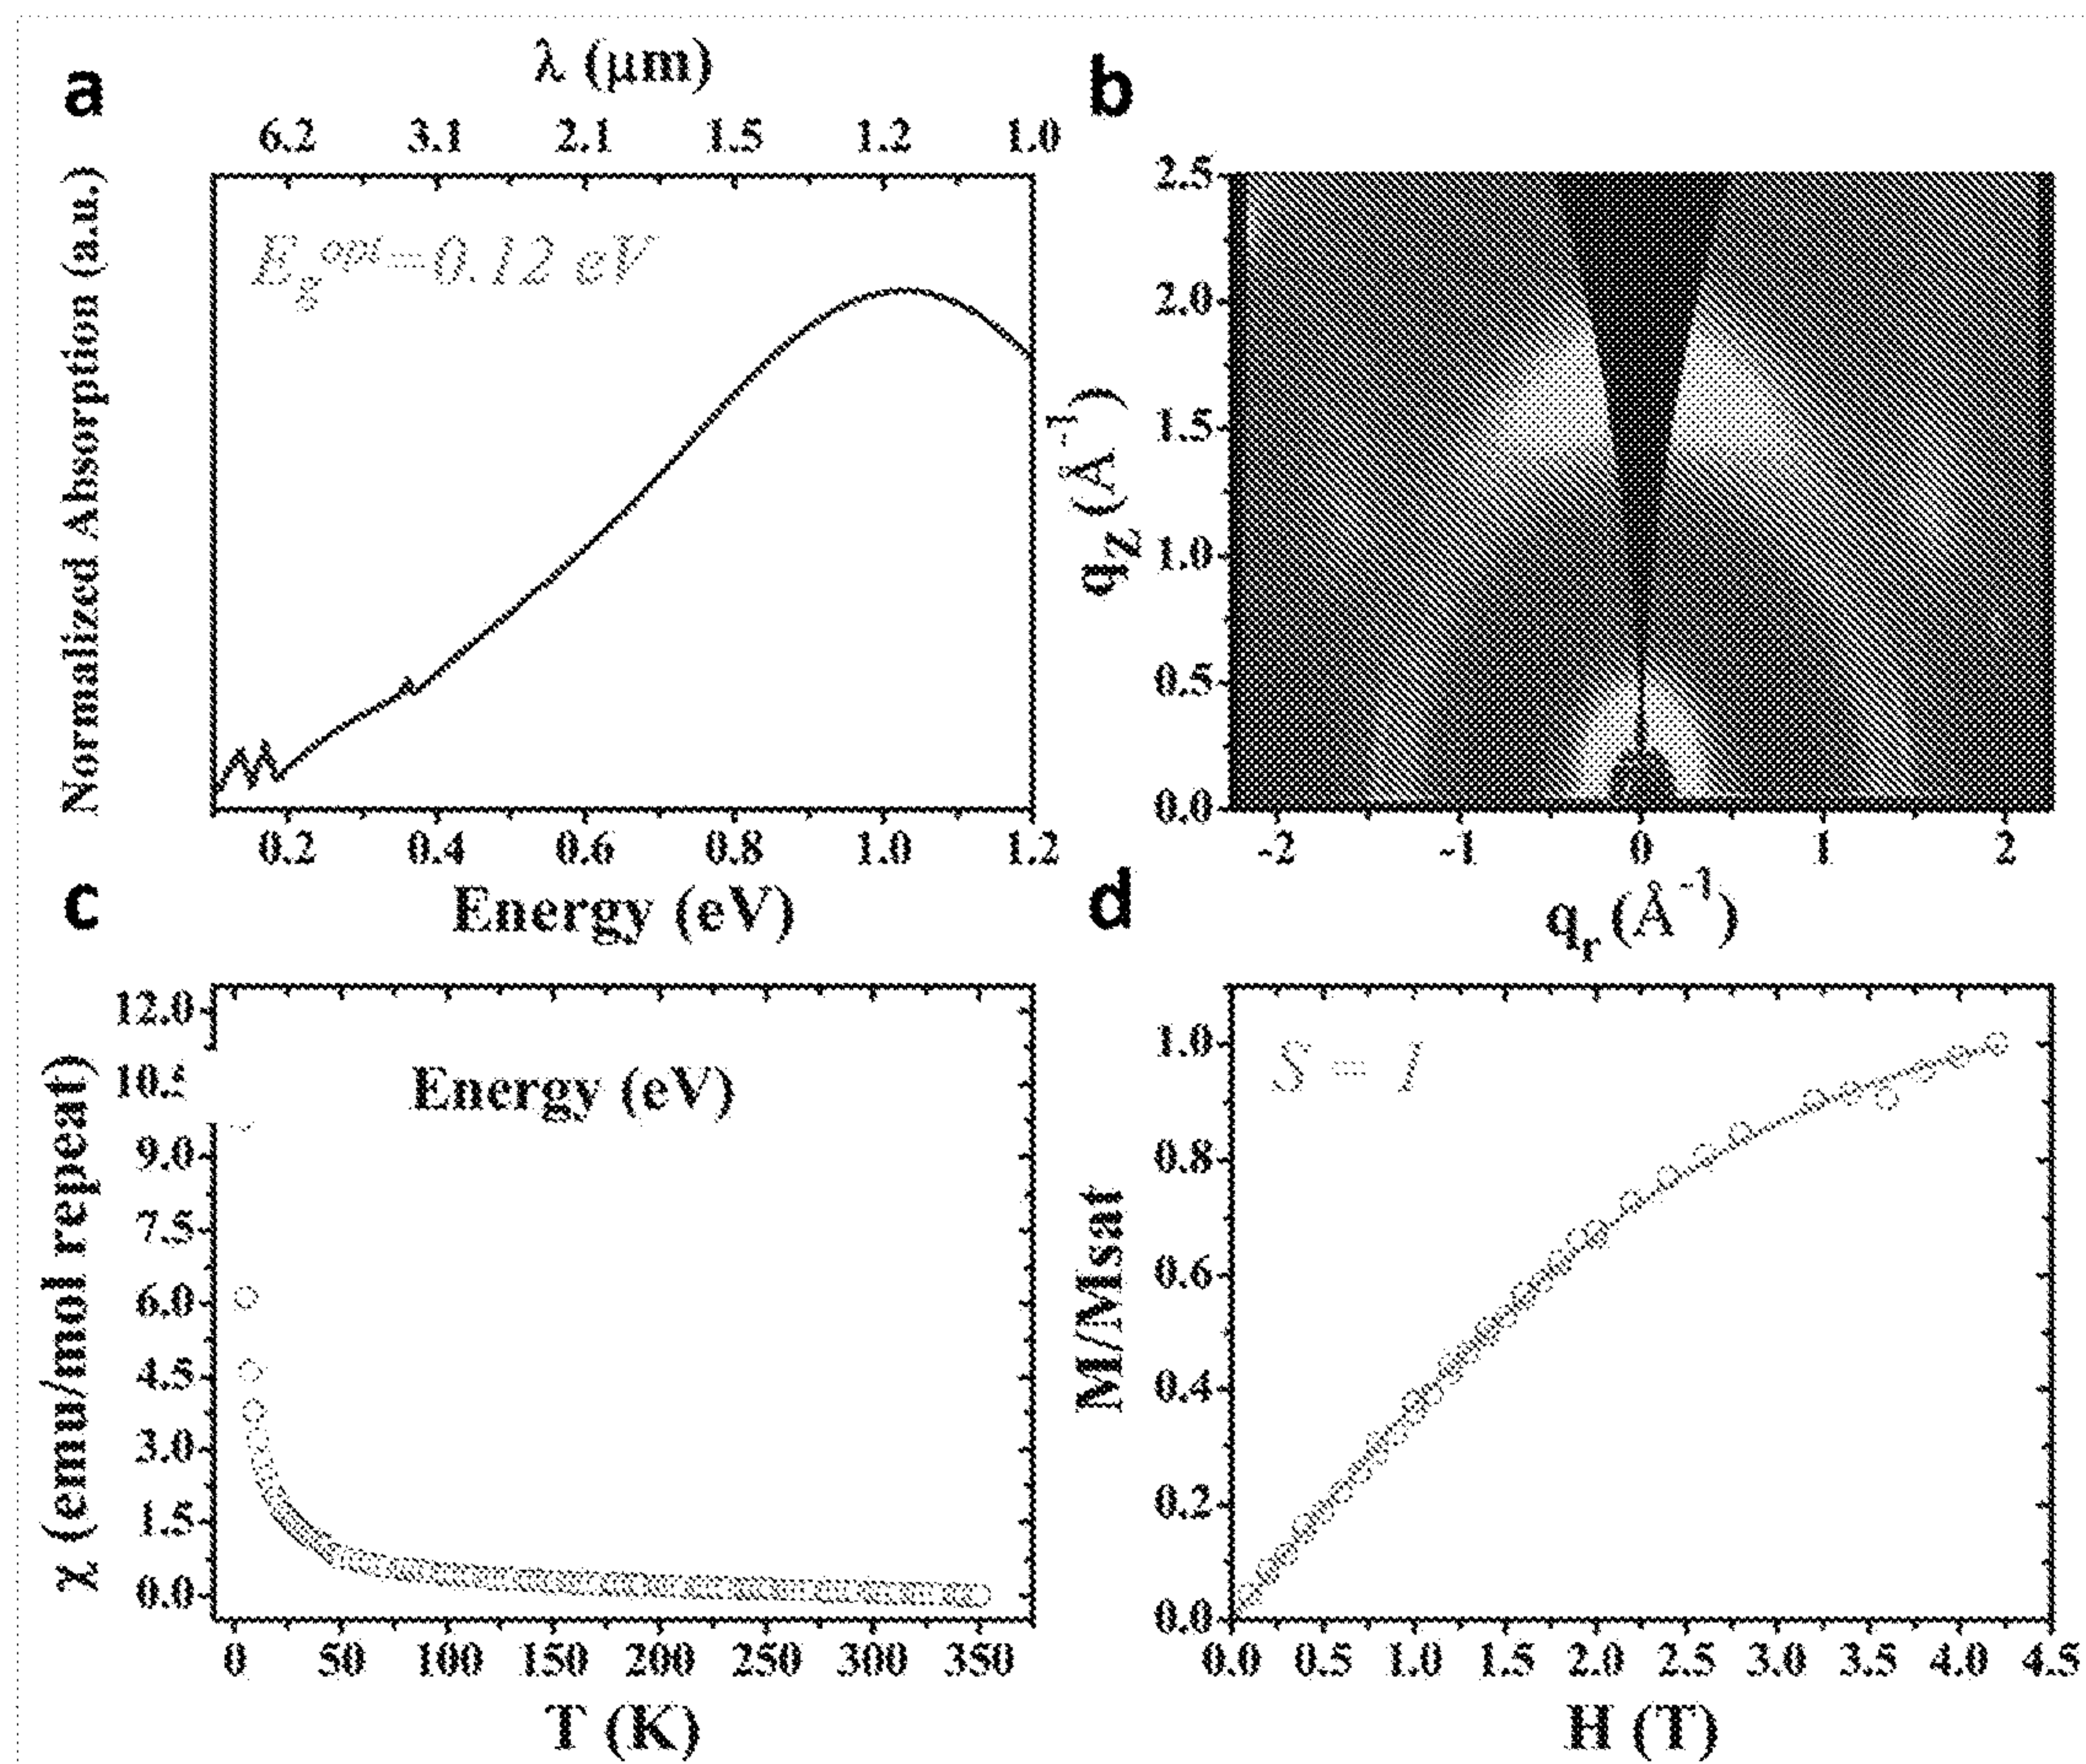 a
λ (μm)
6.2 3.1 2.1 1.5 1.2 1.0
Normalized Absorption (a.u.)
E_g^opt=0.12 eV
0.2 0.4 0.6 0.8 1.0 1.2
Energy (eV)
b
q_z (Å^-1)
2.5
2.0
1.5
1.0
0.5
0.0
-2 -1 0 1 2
q_r (Å^-1)
c
χ (emu/mol repeat)
12.0
10.5
9.0
7.5
6.0
4.5
3.0
1.5
0.0
Energy (eV)
0 50 100 150 200 250 300 350
T (K)
d
M/Msat
1.0
0.8
0.6
0.4
0.2
0.0
S = 1
0.0 0.5 1.0 1.5 2.0 2.5 3.0 3.5 4.0 4.5
H (T)